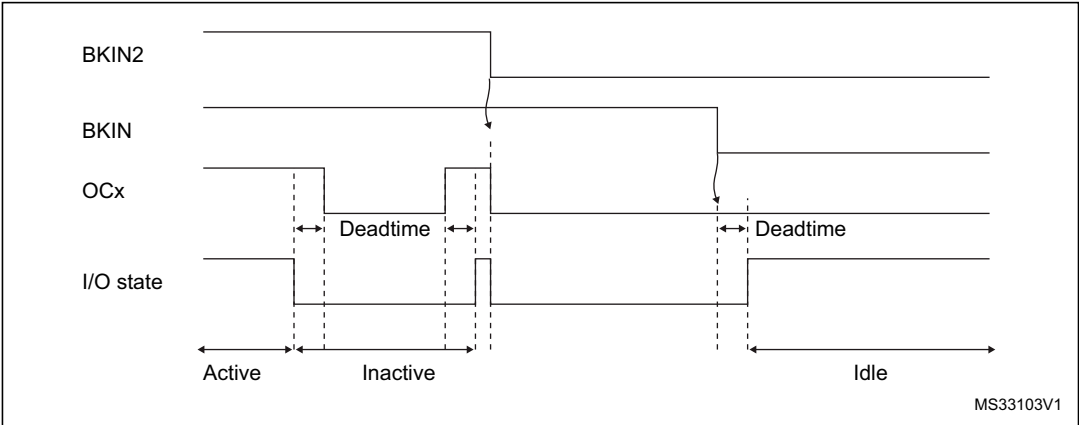 BKIN2
BKIN
OCx
Deadtime
Deadtime
I/O state
Active
Inactive
Idle
MS33103V1